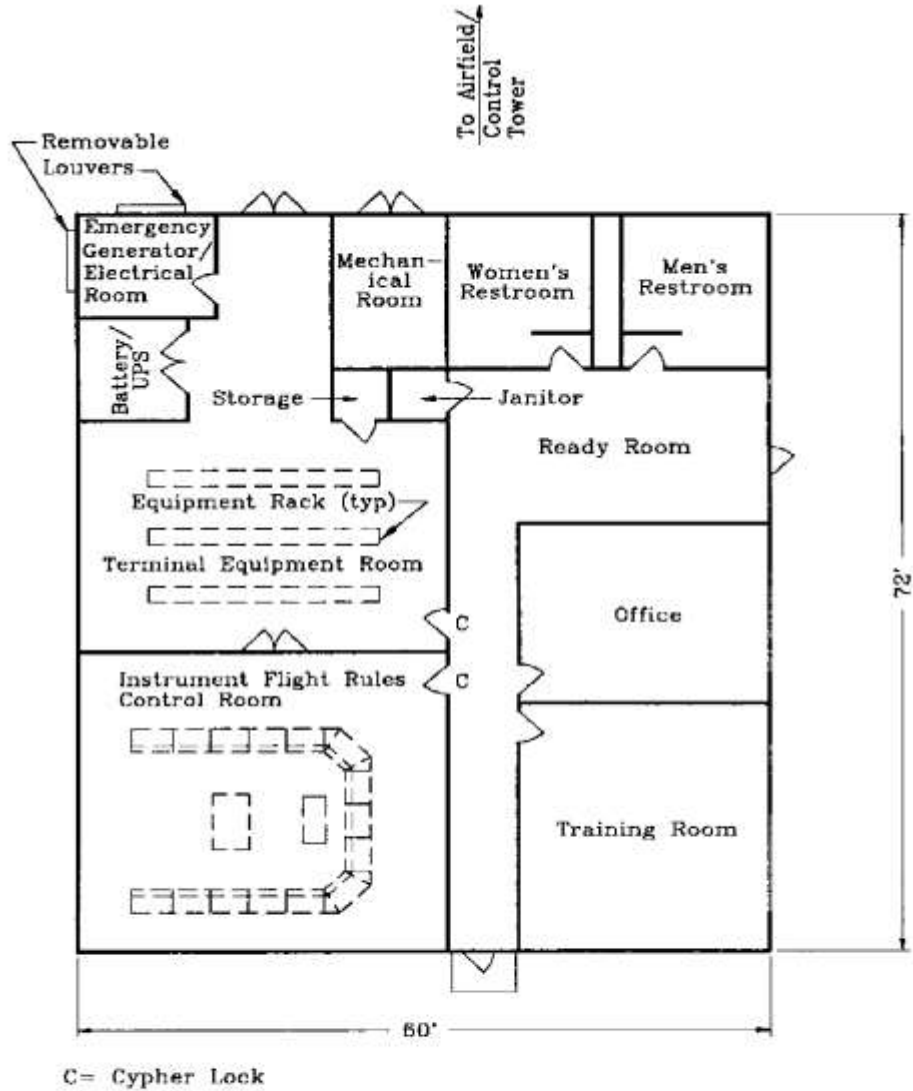 To Airfield/
Control
Tower
Removable
Louvers
Emergency
Generator/
Electrical
Room
Mechan-
ical
Room
Women's
Restroom
Men's
Restroom
Battery/
UPS
Storage
Janitor
Ready Room
Equipment Rack (typ)
Terminal Equipment Room
72'
Office
C
Instrument Flight Rules
Control Room
C
Training Room
60'
C= Cypher Lock